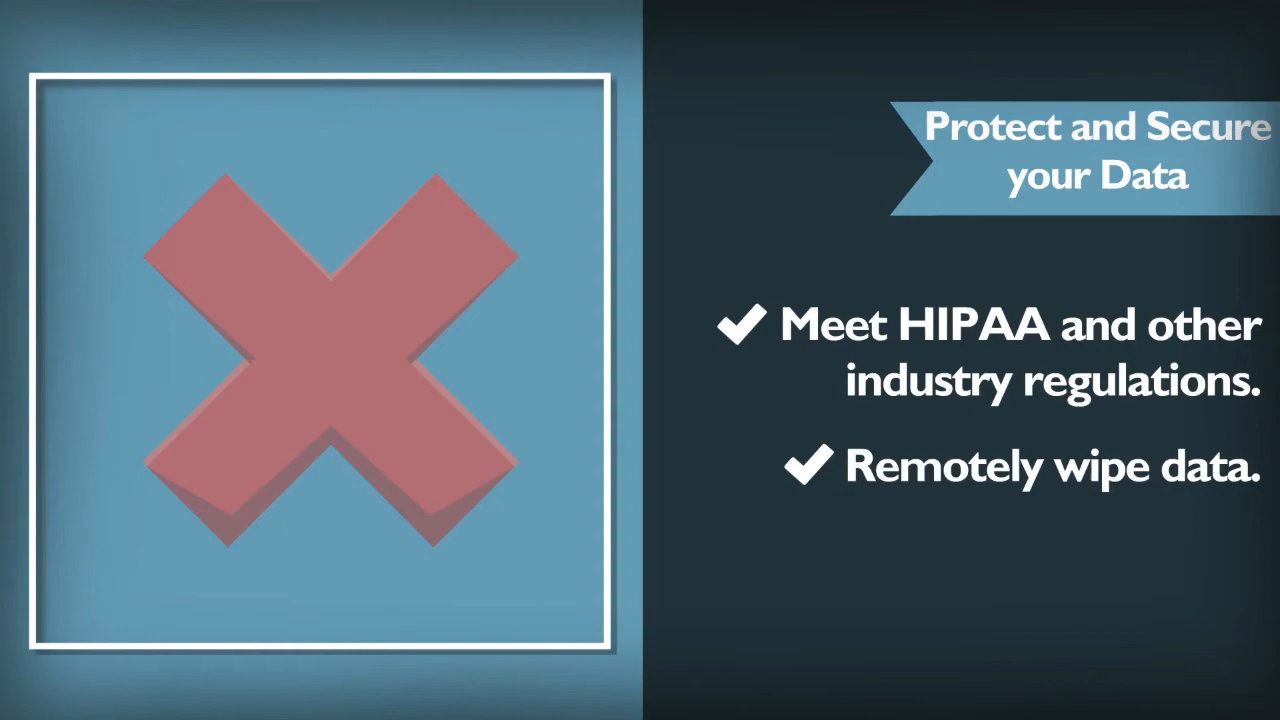 Protect and Secure
your Data
Meet HIPAA and other
industry regulations.
Remotely wipe data.